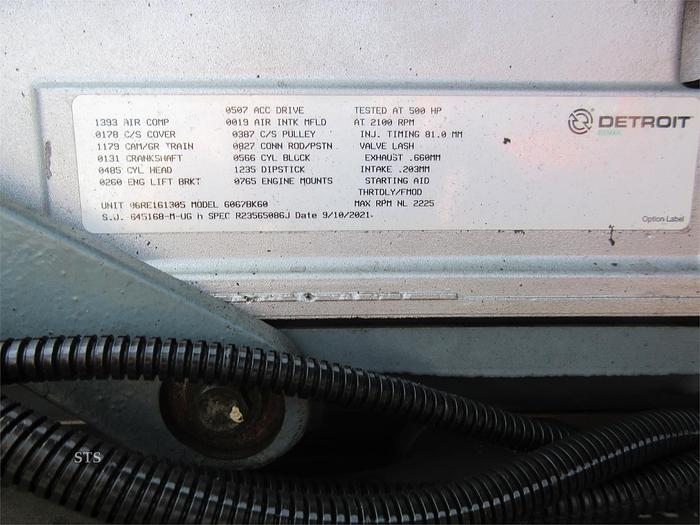 0507 ACC DRIVE TESTED AT 500 HP
1393 AIR COMP 0019 AIR INTK MFLD AT 2100 RPM
0178 C/S COVER 0387 C/S PULLEY INJ. TIMING 81.0 MM
1179 CAM/GR TRAIN 0827 CONN ROD/PSTN VALVE LASH
0131 CRANKSHAFT 0566 CYL BLOCK EXHAUST .660MM
0485 CYL HEAD 1235 DIPSTICK INTAKE .203MM
0260 ENG LIFT BRKT 0765 ENGINE MOUNTS STARTING AID
THRTDLY/FMOD
UNIT 06RE161305 MODEL 6067BK60 MAX RPM NL 2225
S.O. 645168-M-UG h SPEC R23565086J Date 9/10/2021.
DETROIT
REMAN
Option Label
STS